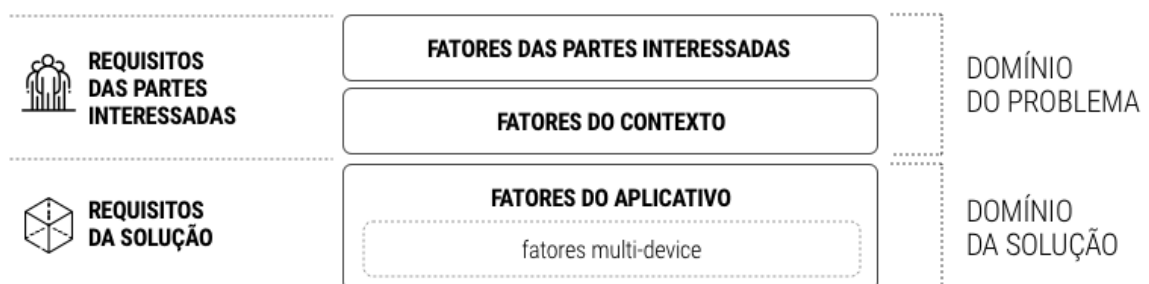 REQUISITOS
DAS PARTES
INTERESSADAS
FATORES DAS PARTES INTERESSADAS
FATORES DO CONTEXTO
DOMÍNIO
DO PROBLEMA
REQUISITOS
DA SOLUÇÃO
FATORES DO APLICATIVO
fatores multi-device
DOMÍNIO
DA SOLUÇÃO